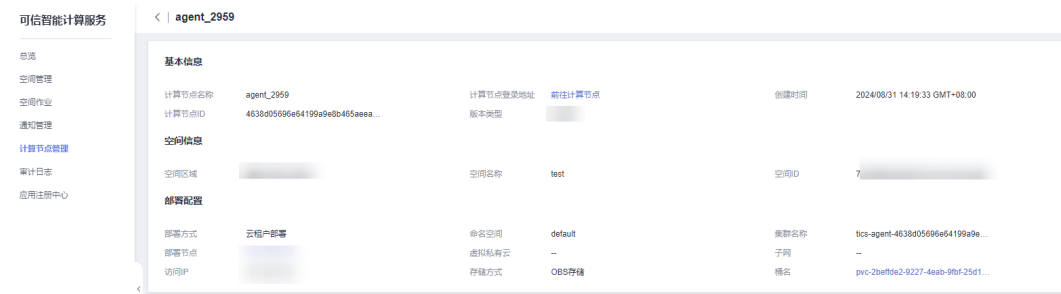 可信智能计算服务
总览
空间管理
空间作业
通知管理
计算节点管理
审计日志
应用注册中心
< | agent_2959
基本信息
计算节点名称 agent_2959 计算节点登录地址 前往计算节点 创建时间 2024/08/31 14:19:33 GMT+08:00
计算节点ID 4638d05696e64199a9e8b465aeea... 版本类型
空间信息
空间区域 空间名称 test 空间ID 7
部署配置
部署方式 云租户部署 命名空间 default 集群名称 tics-agent-4638d05696e64199a9e...
部署节点 虚拟私有云 -- 子网 --
访问IP 存储方式 OBS存储 桶名 pvc-2beffde2-9227-4eab-9fbf-25d1...